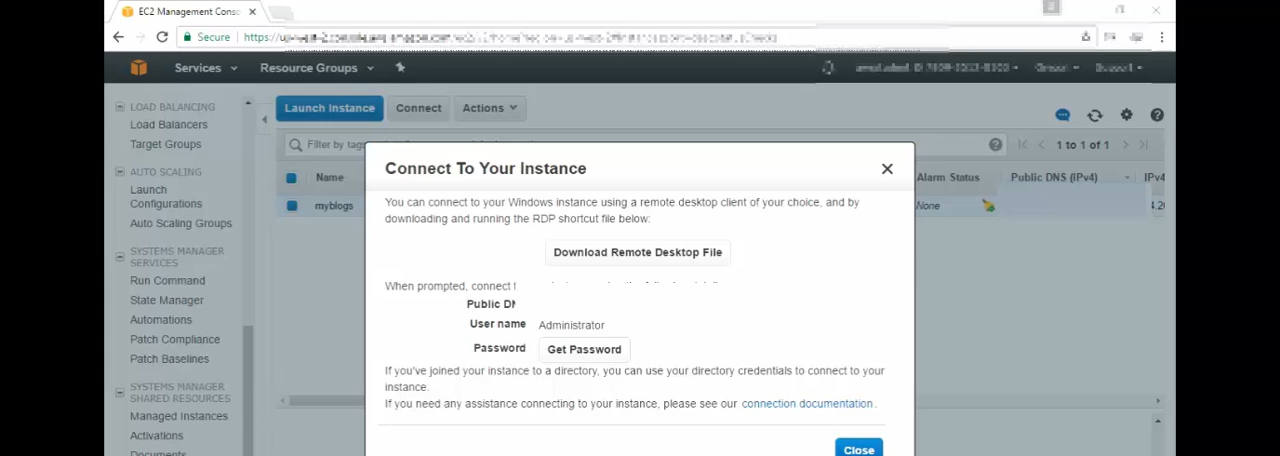 EC2 Management Conso
Secure
https://
Services
Resource Groups
LOAD BALANCING
Load Balancers
Target Groups
AUTO SCALING
Launch
Configurations
Auto Scaling Groups
SYSTEMS MANAGER
SERVICES
Run Command
State Manager
Automations
Patch Compliance
Patch Baselines
SYSTEMS MANAGER
SHARED RESOURCES
Managed Instances
Activations
Documents
Launch Instance
Connect
Actions
Filter by tags
1 to 1 of 1
Name
Alarm Status
Public DNS (IPv4)
IPv4
myblogs
None
4.20
Connect To Your Instance
You can connect to your Windows instance using a remote desktop client of your choice, and by
downloading and running the RDP shortcut file below:
Download Remote Desktop File
When prompted, connect
Public DN
User name Administrator
Password Get Password
If you've joined your instance to a directory, you can use your directory credentials to connect to your
instance.
If you need any assistance connecting to your instance, please see our connection documentation.
Close